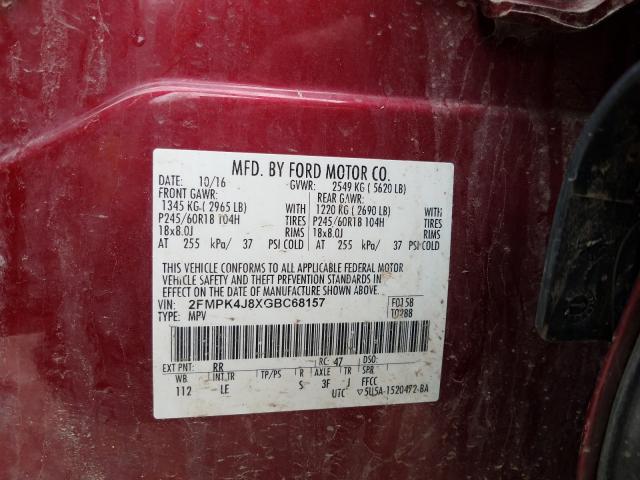 MFD. BY FORD MOTOR CO.
DATE: 10/16 GVWR: 2549 KG ( 5620 LB)
FRONT GAWR: REAR GAWR:
1345 KG ( 2965 LB) WITH 1220 KG ( 2690 LB) WITH
P245/60R18 104H TIRES P245/60R18 104H TIRES
18x8.0J RIMS 18x8.0J RIMS
AT 255 kPa/ 37 PSI COLD AT 255 kPa/ 37 PSI COLD
THIS VEHICLE CONFORMS TO ALL APPLICABLE FEDERAL MOTOR
VEHICLE SAFETY AND THEFT PREVENTION STANDARDS IN
EFFECT ON THE DATE OF MANUFACTURE SHOWN ABOVE.
VIN: 2FMPK4J8XGBC68157 F0158
TYPE: MPV T0288
EXT PNT: RR RC: 47 DSO:
WB INT TR TP/PS R AXLE TR SPR
112 LE S 3F J FFCC
UTC 5U5A-1520472-BA